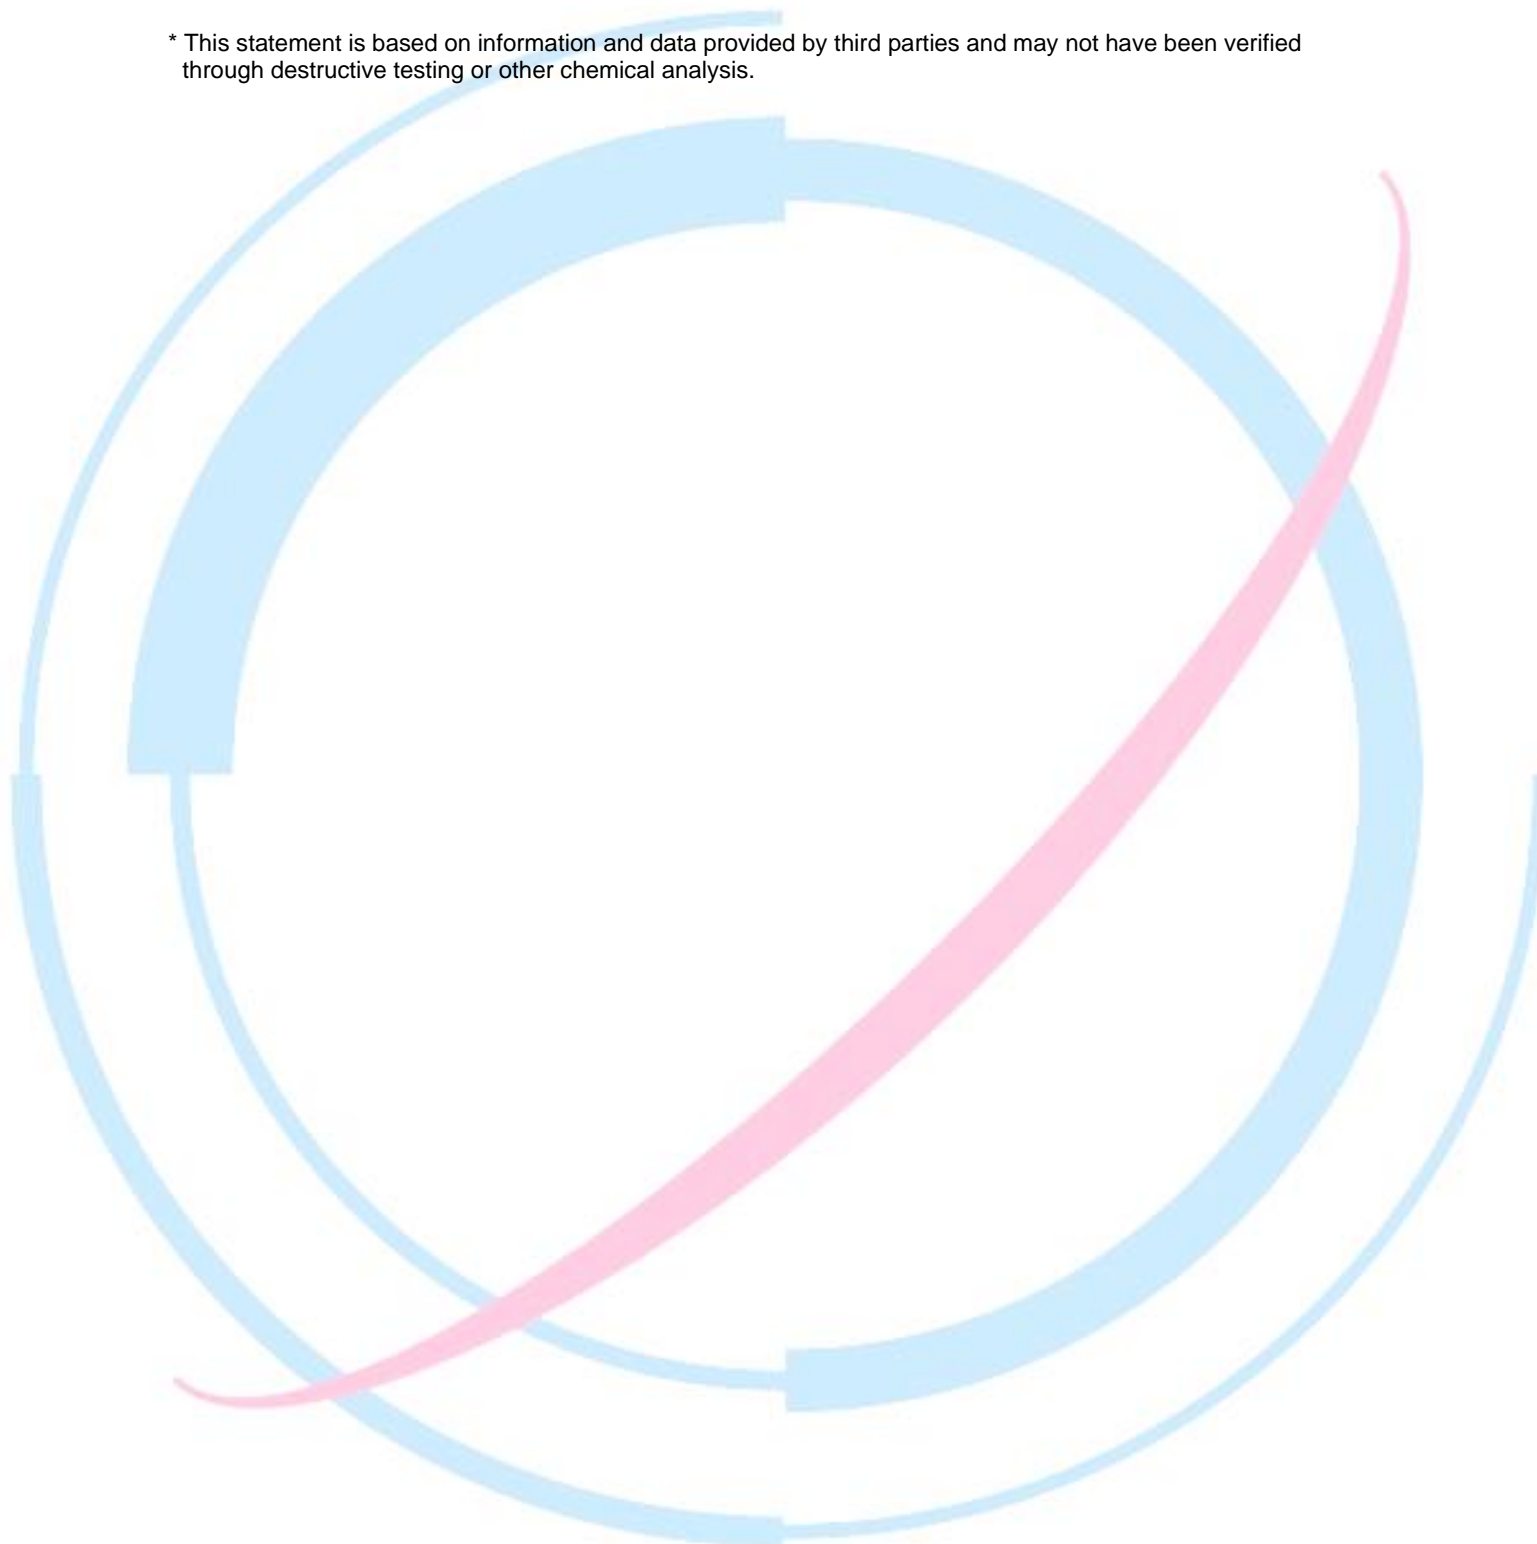 * This statement is based on information and data provided by third parties and may not have been verified
through destructive testing or other chemical analysis.